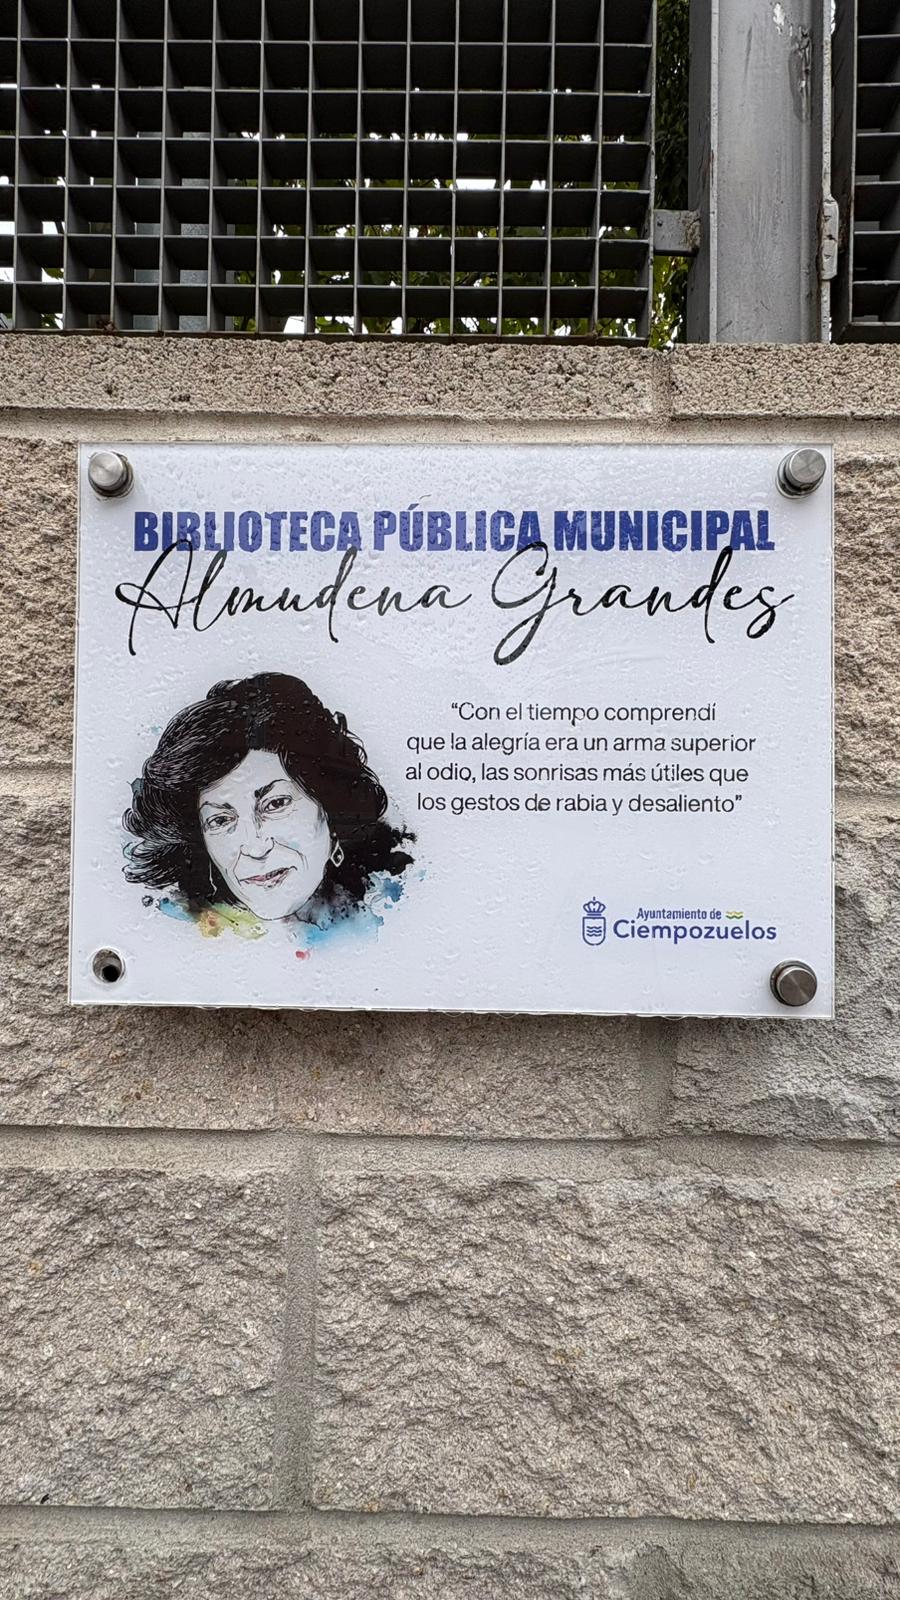 BIBLIOTECA PÚBLICA MUNICIPAL
Almudena Grandes
“Con el tiempo comprendí
que la alegría era un arma superior
al odio, las sonrisas más útiles que
los gestos de rabia y desaliento”
Ayuntamiento de
Ciempozuelos